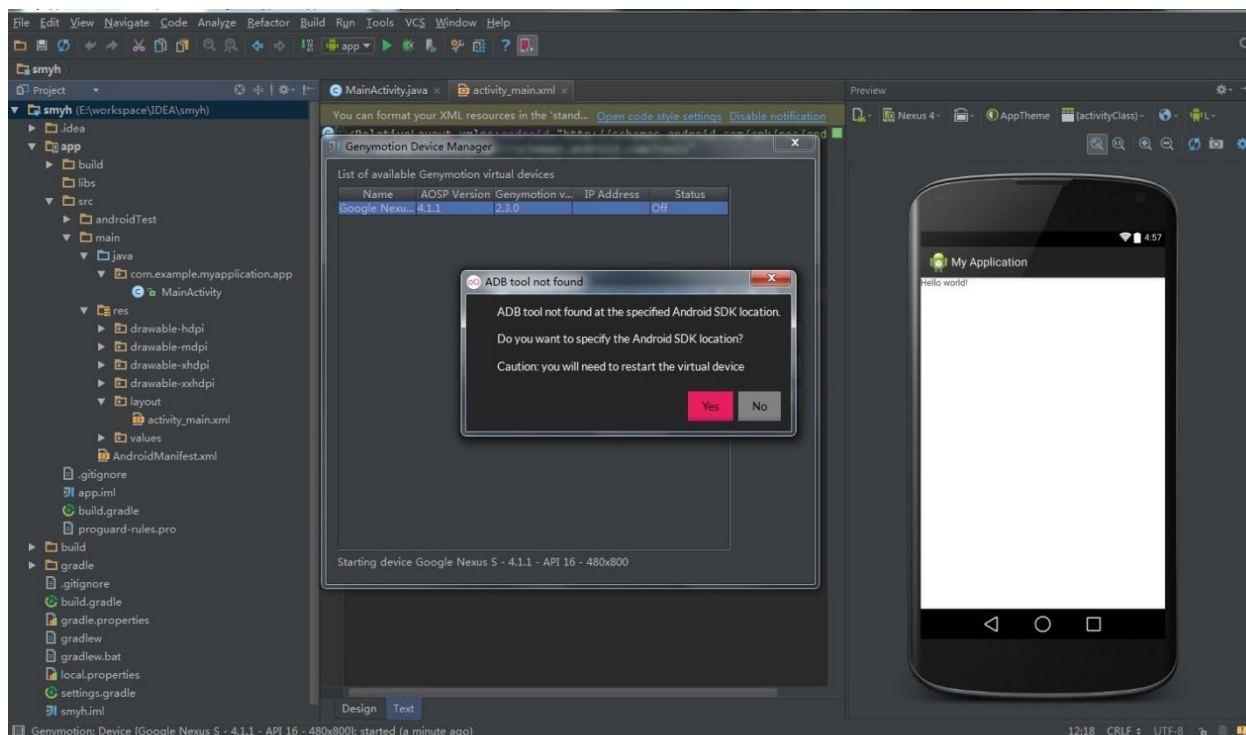 File Edit View Navigate Code Analyze Refactor Build Run Tools VCS Window Help
app
smyh
Project
MainActivity.java
activity_main.xml
Preview
smyh (E:\workspace\IDEA\smyh)
You can format your XML resources in the 'stand... Open code style settings Disable notification
Nexus 4
AppTheme
(activityClass)
L
.idea
app
build
libs
src
androidTest
main
java
com.example.myapplication.app
MainActivity
res
drawable-hdpi
drawable-mdpi
drawable-xhdpi
drawable-xxhdpi
layout
activity_main.xml
values
AndroidManifest.xml
.gitignore
app.iml
build.gradle
proguard-rules.pro
build
gradle
.gitignore
build.gradle
gradle.properties
gradlew
gradlew.bat
local.properties
settings.gradle
smyh.iml
Genymotion Device Manager
List of available Genymotion virtual devices
Name AOSP Version Genymotion v... IP Address Status
Google Nexu... 4.1.1 2.3.0 Off
ADB tool not found
ADB tool not found at the specified Android SDK location.
Do you want to specify the Android SDK location?
Caution: you will need to restart the virtual device
Yes No
Starting device Google Nexus S - 4.1.1 - API 16 - 480x800
4:57
My Application
Hello world!
Design Text
Genymotion: Device [Google Nexus S - 4.1.1 - API 16 - 480x800]: started (a minute ago)
12:18 CRLF UTF-8